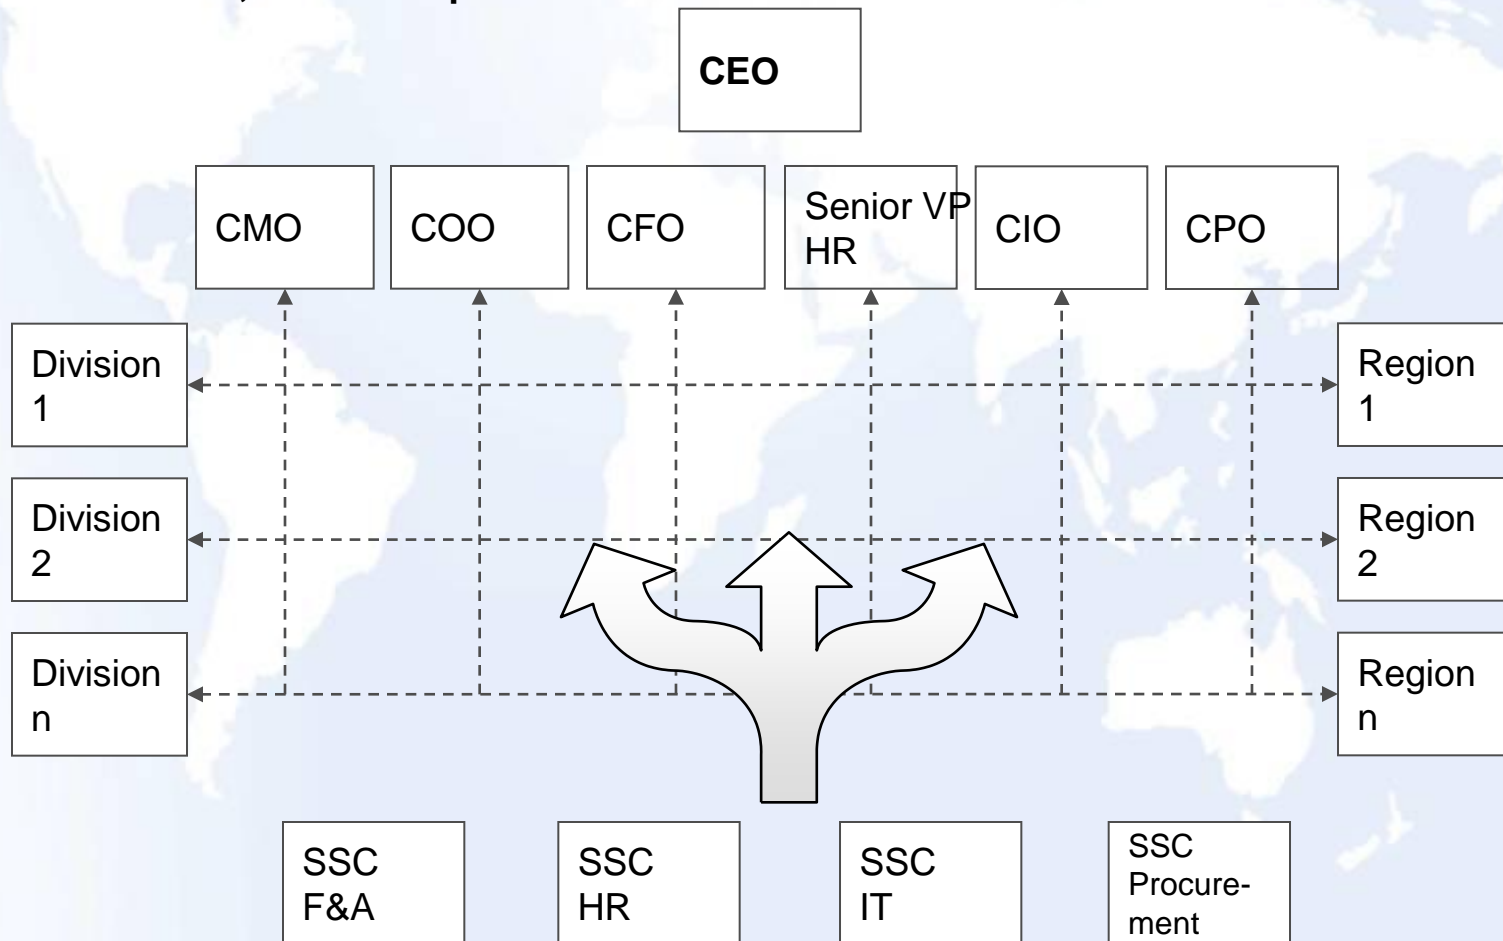 CEO
CMO
COO
CFO
Senior VP
HR
CIO
CPO
Division
1
Region
1
Division
2
Region
2
Division
n
Region
n
SSC
F&A
SSC
HR
SSC
IT
SSC
Procure-
ment